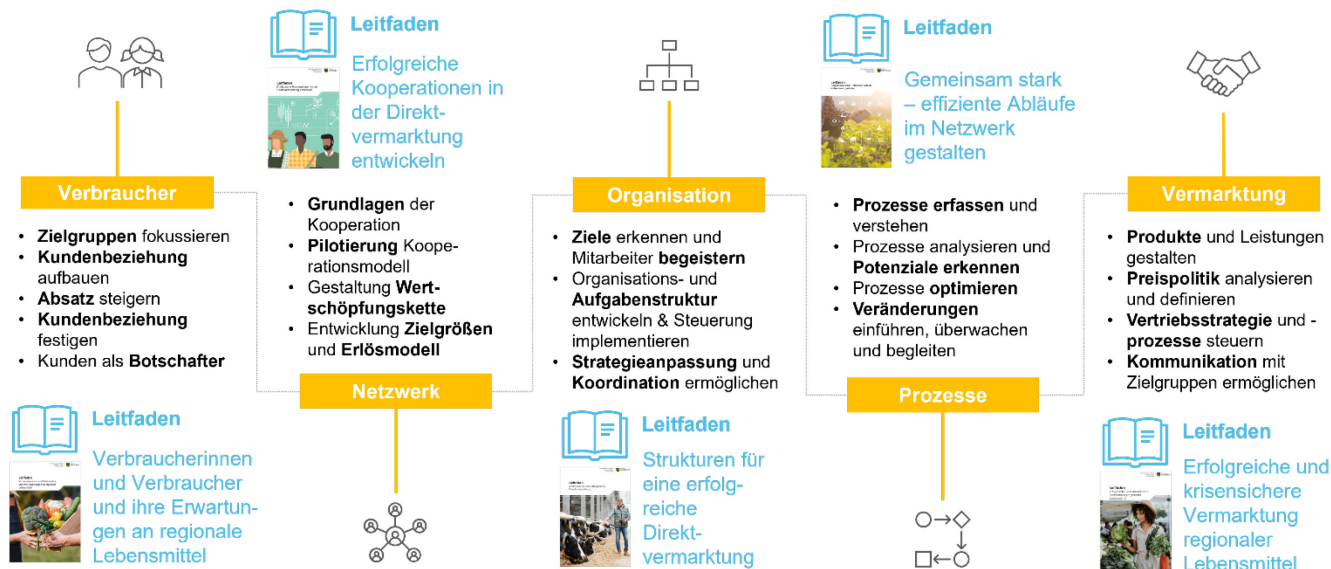 Verbraucher
• Zielgruppen fokussieren
• Kundenbeziehung
aufbauen
• Absatz steigern
• Kundenbeziehung
festigen
• Kunden als Botschafter
Leitfaden
Verbraucherinnen
und Verbraucher
und ihre Erwartun-
gen an regionale
Lebensmittel
Leitfaden
Erfolgreiche
Kooperationen in
der Direkt-
vermarktung
entwickeln
Leitfaden
• Grundlagen der
Kooperation
• Pilotierung Koope-
rationsmodell
• Gestaltung Wert-
schöpfungskette
• Entwicklung Zielgrößen
und Erlösmodell
Netzwerk
Organisation
• Ziele erkennen und
Mitarbeiter begeistern
• Organisations- und
Aufgabenstruktur
entwickeln & Steuerung
implementieren
• Strategieanpassung und
Koordination ermöglichen
Leitfaden
Strukturen für
eine erfolg-
reiche
Direkt-
vermarktung
Leitfaden
Gemeinsam stark
– effiziente Abläufe
im Netzwerk
gestalten
• Prozesse erfassen und
verstehen
• Prozesse analysieren und
Potenziale erkennen
• Prozesse optimieren
• Veränderungen
einführen, überwachen
und begleiten
Prozesse
Vermarktung
• Produkte und Leistungen
gestalten
• Preispolitik analysieren
und definieren
• Vertriebsstrategie und -
prozesse steuern
• Kommunikation mit
Zielgruppen ermöglichen
Leitfaden
Erfolgreiche und
krisensichere
Vermarktung
regionaler
Lebensmittel